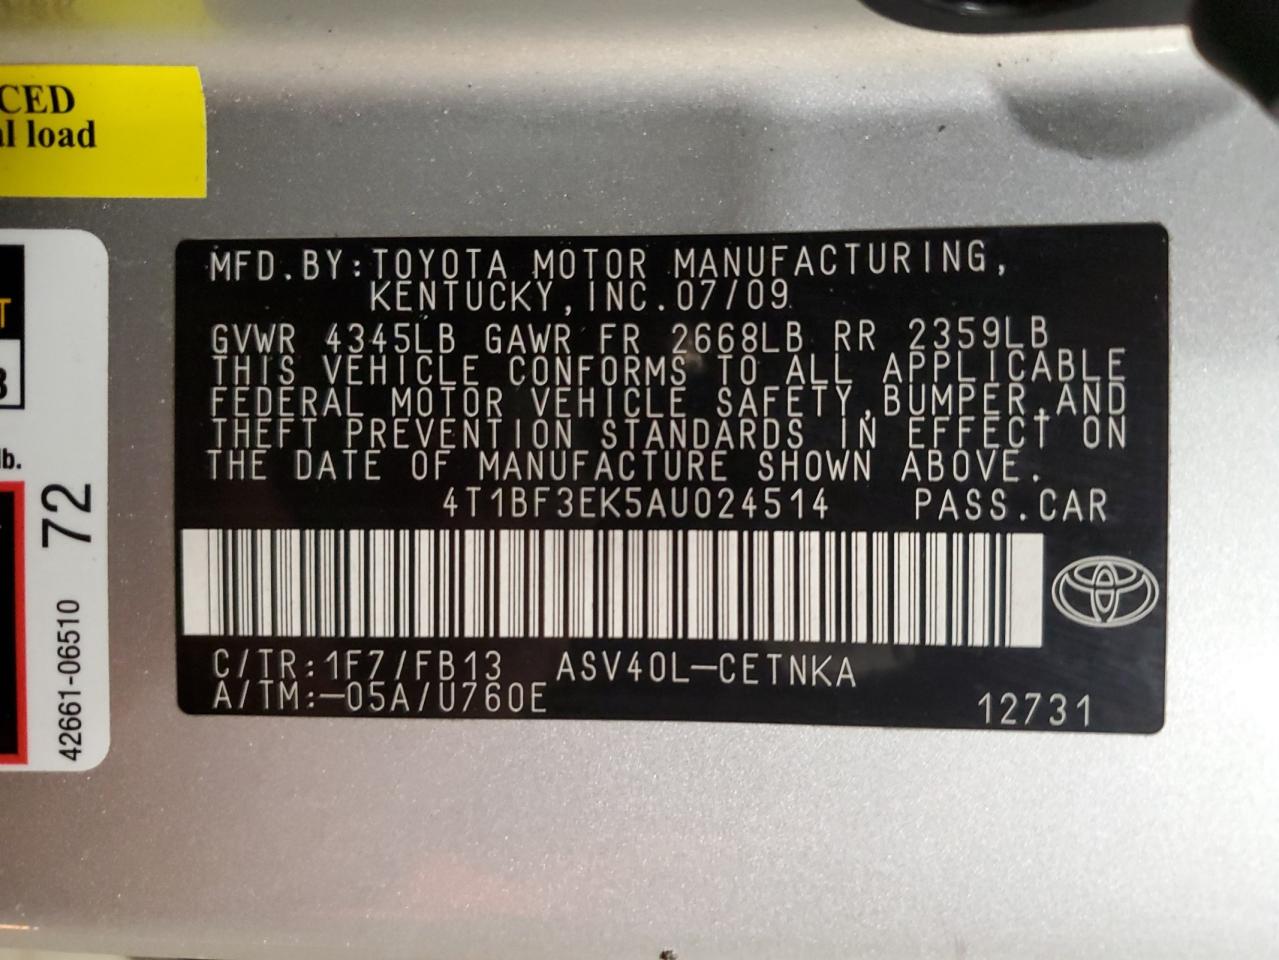 CED
al load
T
3
lb.
72
42661-06510
MFD.BY:TOYOTA MOTOR MANUFACTURING,
KENTUCKY,INC.07/09
GVWR 4345LB GAWR FR 2668LB RR 2359LB
THIS VEHICLE CONFORMS TO ALL APPLICABLE
FEDERAL MOTOR VEHICLE SAFETY,BUMPER,AND
THEFT PREVENTION STANDARDS IN EFFECT ON
THE DATE OF MANUFACTURE SHOWN ABOVE.
4T1BF3EK5AU024514 PASS.CAR
C/TR:1F7/FB13 ASV40L-CETNKA
A/TM:-05A/U760E
12731